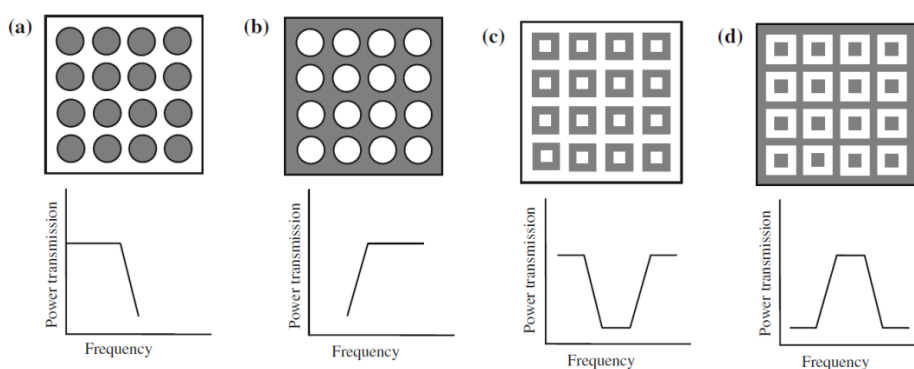 (a)
(b)
(c)
(d)
Power transmission
Frequency
Power transmission
Frequency
Power transmission
Frequency
Power transmission
Frequency